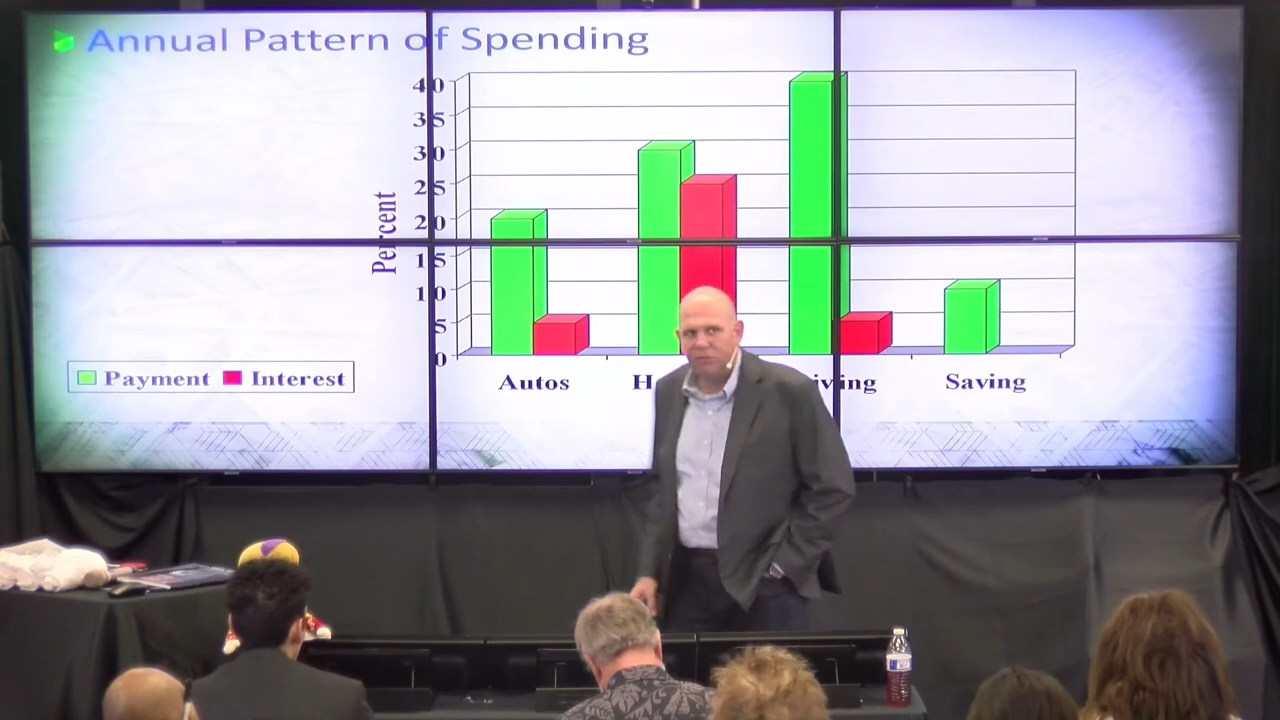 Annual Pattern of Spending
40
35
30
25
20
15
10
5
0
Percent
Payment Interest
Autos
Saving